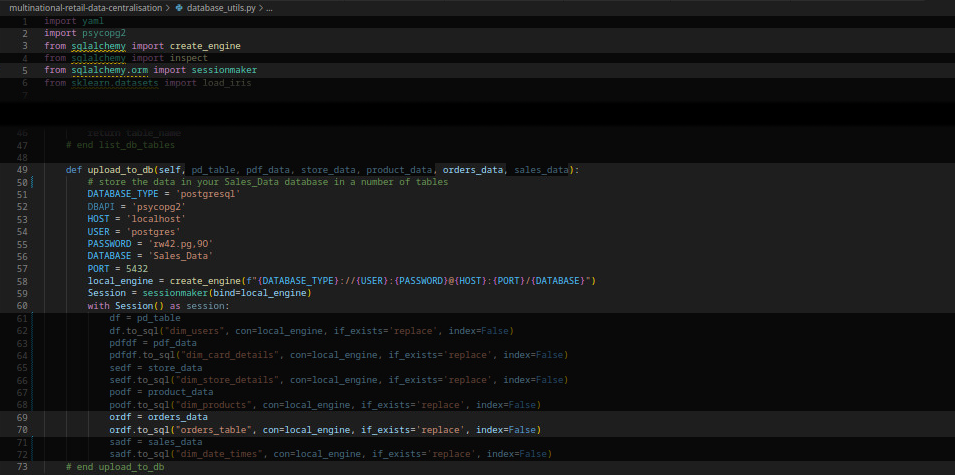 multinational-retail-data-centralisation > database_utils.py > ...
1 import yaml
2 import psycopg2
3 from sqlalchemy import create_engine
4 from sqlalchemy import inspect
5 from sqlalchemy.orm import sessionmaker
6 from sklearn.datasets import load_iris
7
46 return table_name
47 # end list_db_tables
48
49 def upload_to_db(self, pd_table, pdf_data, store_data, product_data, orders_data, sales_data):
50 # store the data in your Sales_Data database in a number of tables
51 DATABASE_TYPE = 'postgresql'
52 DBAPI = 'psycopg2'
53 HOST = 'localhost'
54 USER = 'postgres'
55 PASSWORD = 'rw42.pg,90'
56 DATABASE = 'Sales_Data'
57 PORT = 5432
58 local_engine = create_engine(f"{DATABASE_TYPE}://{USER}:{PASSWORD}@{HOST}:{PORT}/{DATABASE}")
59 Session = sessionmaker(bind=local_engine)
60 with Session() as session:
61 df = pd_table
62 df.to_sql("dim_users", con=local_engine, if_exists='replace', index=False)
63 pdfdf = pdf_data
64 pdfdf.to_sql("dim_card_details", con=local_engine, if_exists='replace', index=False)
65 sedf = store_data
66 sedf.to_sql("dim_store_details", con=local_engine, if_exists='replace', index=False)
67 podf = product_data
68 podf.to_sql("dim_products", con=local_engine, if_exists='replace', index=False)
69 ordf = orders_data
70 ordf.to_sql("orders_table", con=local_engine, if_exists='replace', index=False)
71 sadf = sales_data
72 sadf.to_sql("dim_date_times", con=local_engine, if_exists='replace', index=False)
73 # end upload_to_db